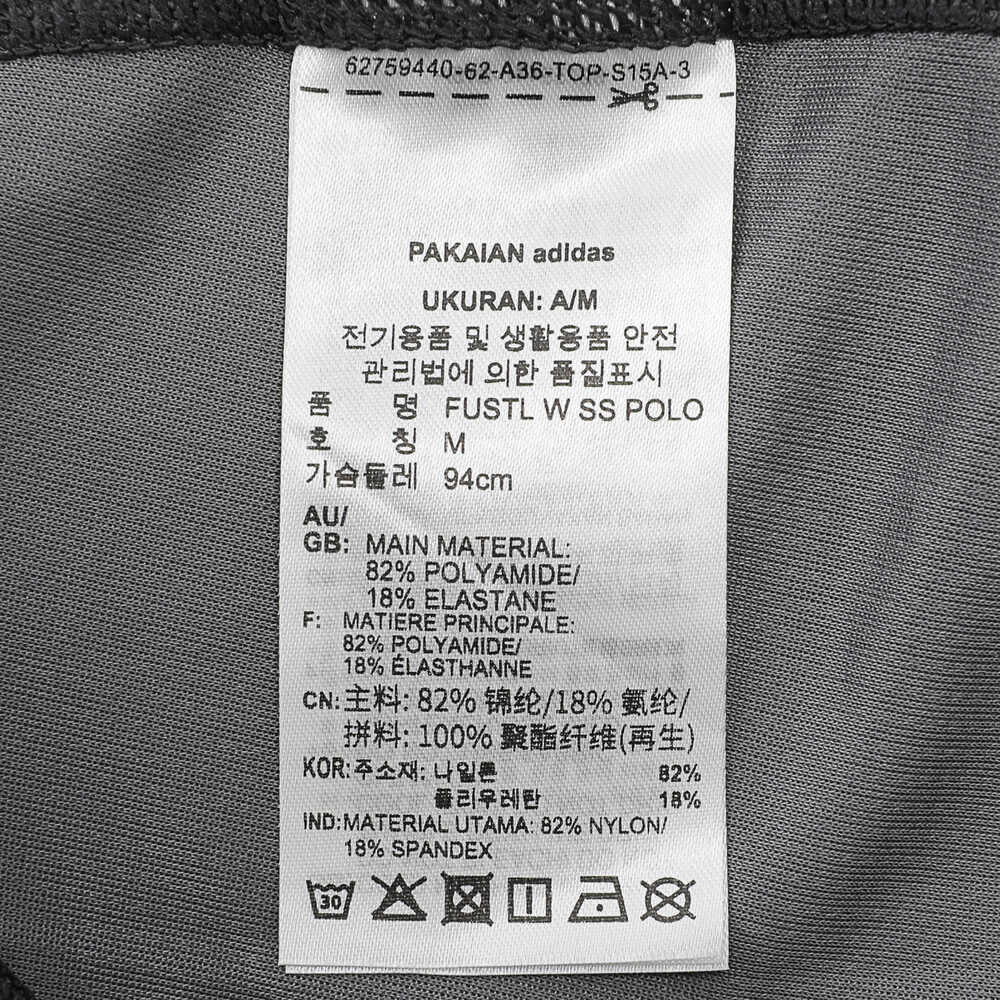 62759440-62-A36-TOP-S15A-3
PAKAIAN adidas
UKURAN: A/M
전기용품 및 생활용품 안전
관리법에 의한 품질표시
품 명 FUSTL W SS POLO
호 칭 M
가슴둘레 94cm
AU/
GB: MAIN MATERIAL:
82% POLYAMIDE/
18% ELASTANE
F: MATIERE PRINCIPALE:
82% POLYAMIDE/
18% ÉLASTHANNE
CN: 主料: 82% 锦纶/18% 氨纶/
拼料: 100% 聚酯纤维(再生)
KOR: 주소재: 나일론 82%
폴리우레탄 18%
IND: MATERIAL UTAMA: 82% NYLON/
18% SPANDEX
30